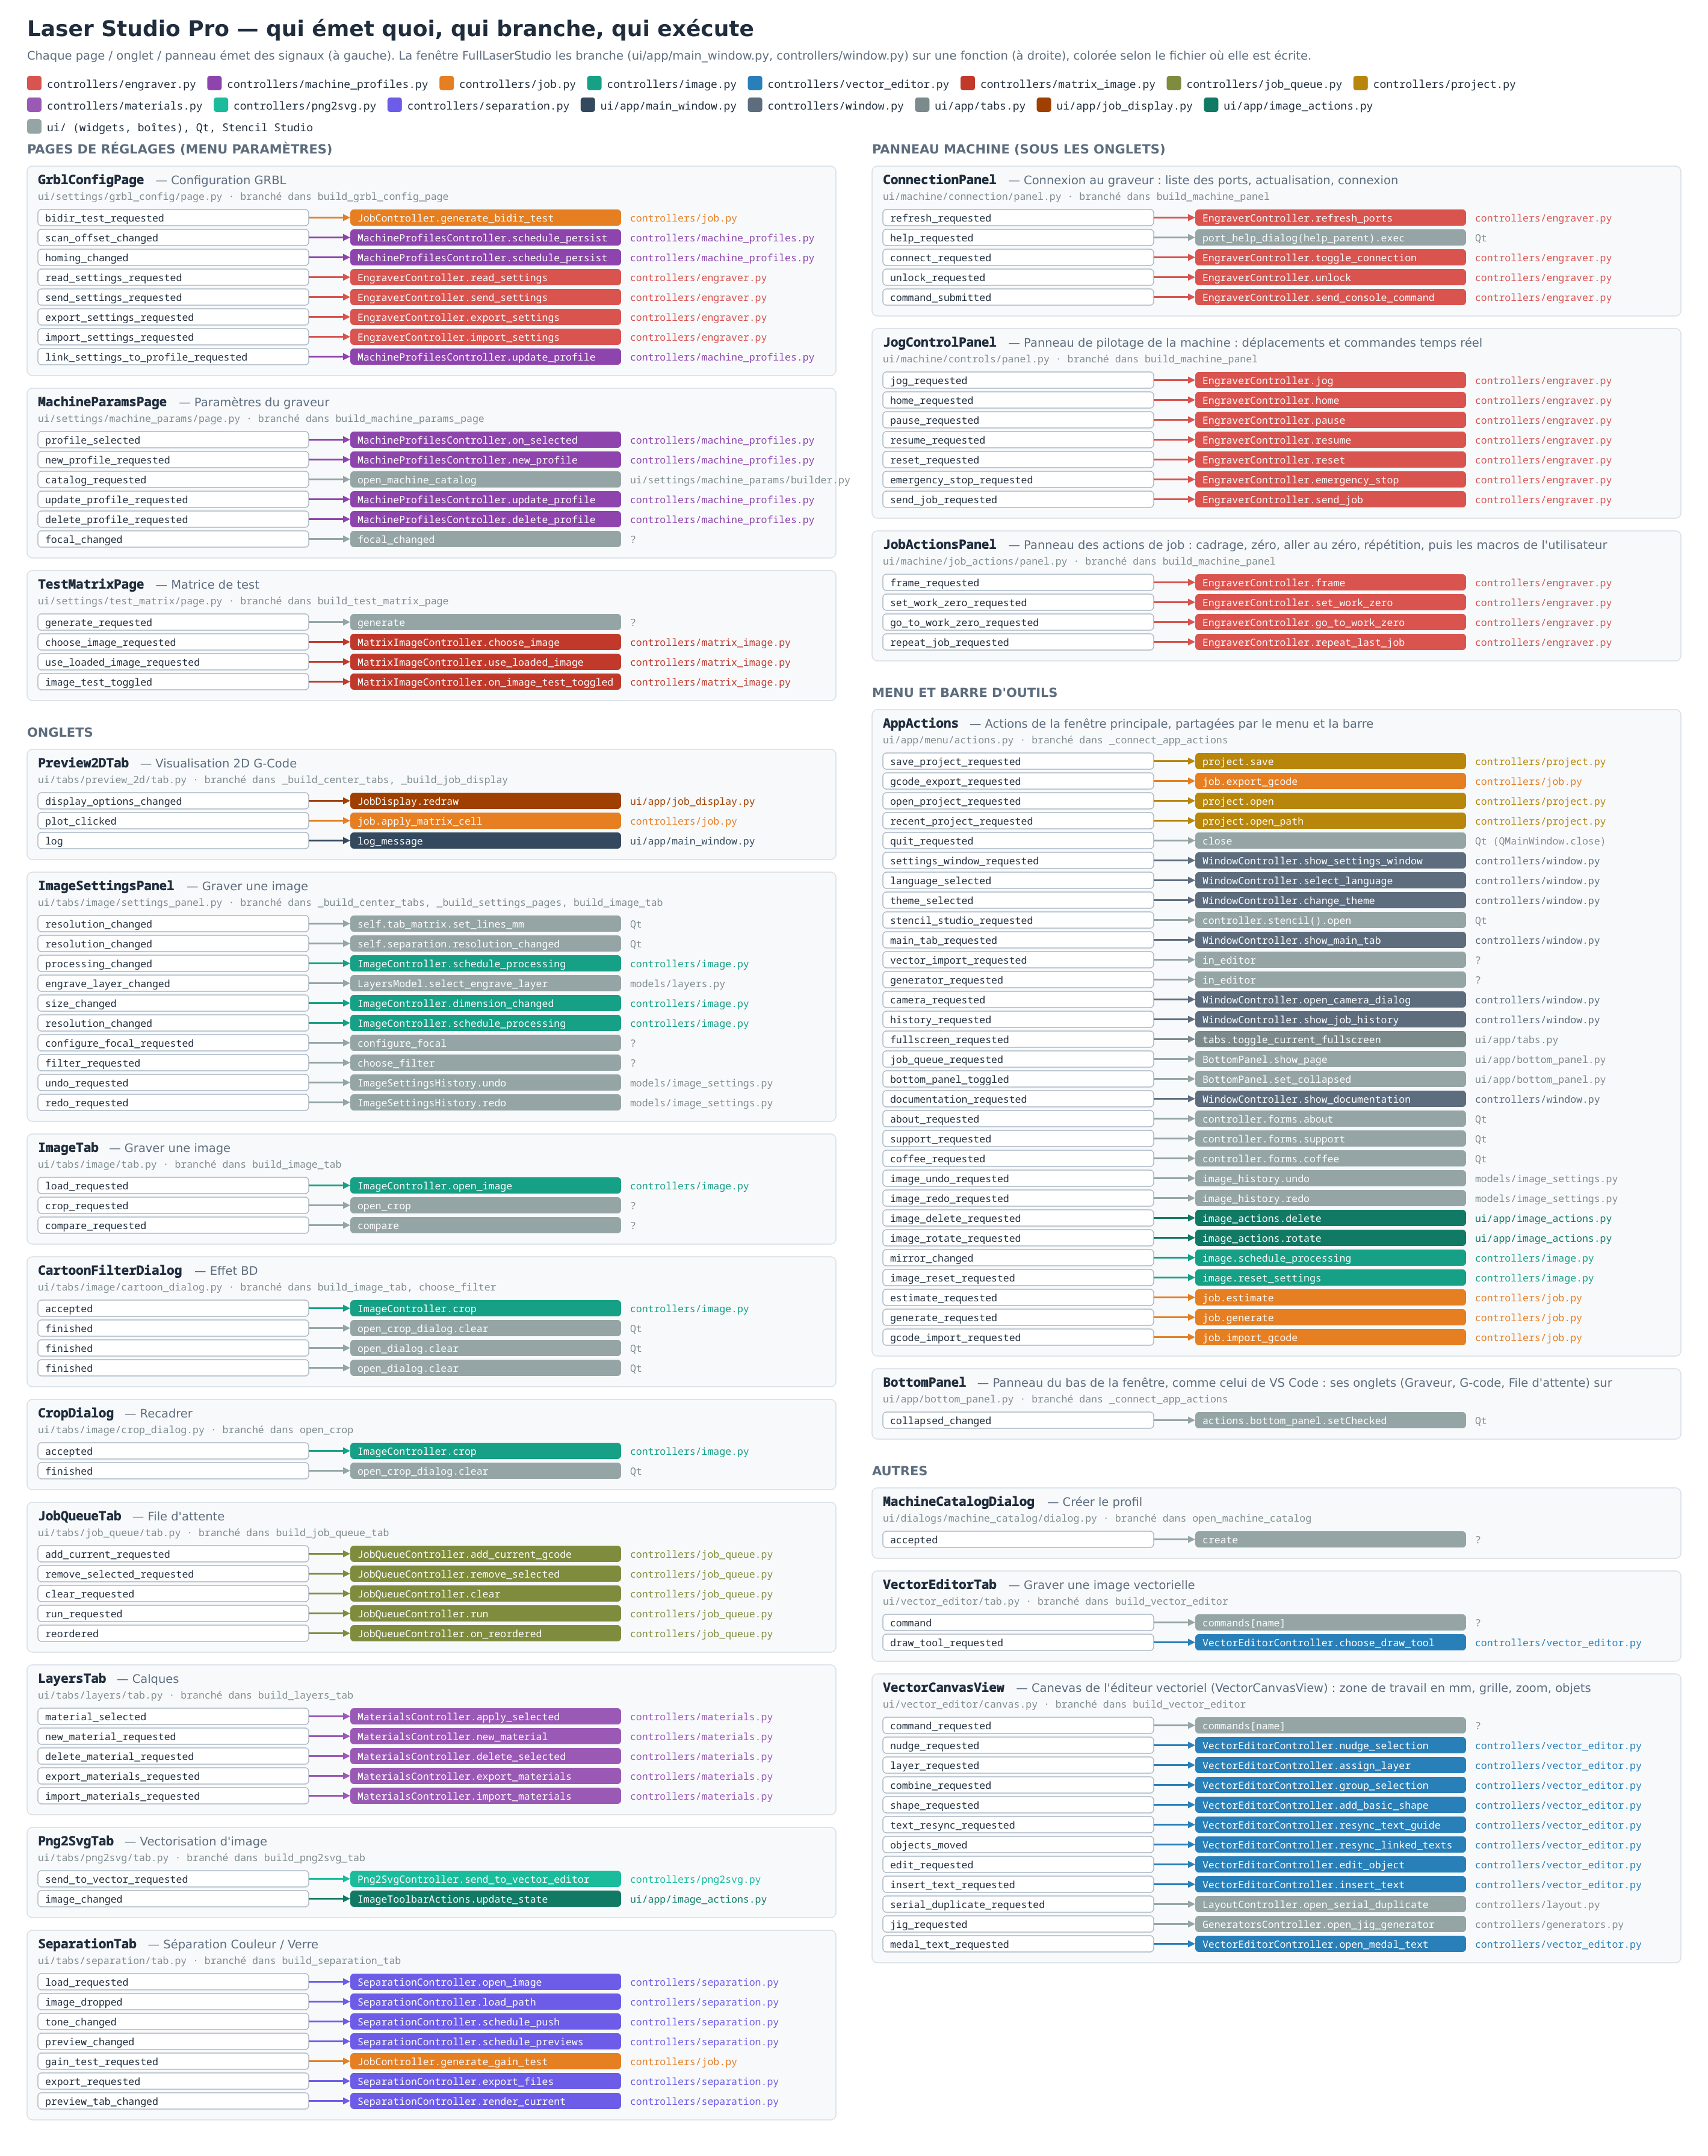 Laser Studio Pro — qui émet quoi, qui branche, qui exécute
Chaque page / onglet / panneau émet des signaux (à gauche). La fenêtre FullLaserStudio les branche (ui/app/main_window.py, controllers/window.py) sur une fonction (à droite), colorée selon le fichier où elle est écrite.
controllers/engraver.py controllers/machine_profiles.py controllers/job.py controllers/image.py controllers/vector_editor.py controllers/matrix_image.py controllers/job_queue.py controllers/project.py
controllers/materials.py controllers/png2svg.py controllers/separation.py ui/app/main_window.py controllers/window.py ui/app/tabs.py ui/app/job_display.py ui/app/image_actions.py
ui/ (widgets, boîtes), Qt, Stencil Studio
PAGES DE RÉGLAGES (MENU PARAMÈTRES)
GrblConfigPage — Configuration GRBL
ui/settings/grbl_config/page.py · branché dans build_grbl_config_page
bidir_test_requested JobController.generate_bidir_test controllers/job.py
scan_offset_changed MachineProfilesController.schedule_persist controllers/machine_profiles.py
homing_changed MachineProfilesController.schedule_persist controllers/machine_profiles.py
read_settings_requested EngraverController.read_settings controllers/engraver.py
send_settings_requested EngraverController.send_settings controllers/engraver.py
export_settings_requested EngraverController.export_settings controllers/engraver.py
import_settings_requested EngraverController.import_settings controllers/engraver.py
link_settings_to_profile_requested MachineProfilesController.update_profile controllers/machine_profiles.py
MachineParamsPage — Paramètres du graveur
ui/settings/machine_params/page.py · branché dans build_machine_params_page
profile_selected MachineProfilesController.on_selected controllers/machine_profiles.py
new_profile_requested MachineProfilesController.new_profile controllers/machine_profiles.py
catalog_requested open_machine_catalog ui/settings/machine_params/builder.py
update_profile_requested MachineProfilesController.update_profile controllers/machine_profiles.py
delete_profile_requested MachineProfilesController.delete_profile controllers/machine_profiles.py
focal_changed focal_changed ?
TestMatrixPage — Matrice de test
ui/settings/test_matrix/page.py · branché dans build_test_matrix_page
generate_requested generate ?
choose_image_requested MatrixImageController.choose_image controllers/matrix_image.py
use_loaded_image_requested MatrixImageController.use_loaded_image controllers/matrix_image.py
image_test_toggled MatrixImageController.on_image_test_toggled controllers/matrix_image.py
ONGLETS
Preview2DTab — Visualisation 2D G-Code
ui/tabs/preview_2d/tab.py · branché dans _build_center_tabs, _build_job_display
display_options_changed JobDisplay.redraw ui/app/job_display.py
plot_clicked job.apply_matrix_cell controllers/job.py
log log_message ui/app/main_window.py
ImageSettingsPanel — Graver une image
ui/tabs/image/settings_panel.py · branché dans _build_center_tabs, _build_settings_pages, build_image_tab
resolution_changed self.tab_matrix.set_lines_mm Qt
resolution_changed self.separation.resolution_changed Qt
processing_changed ImageController.schedule_processing controllers/image.py
engrave_layer_changed LayersModel.select_engrave_layer models/layers.py
size_changed ImageController.dimension_changed controllers/image.py
resolution_changed ImageController.schedule_processing controllers/image.py
configure_focal_requested configure_focal ?
filter_requested choose_filter ?
undo_requested ImageSettingsHistory.undo models/image_settings.py
redo_requested ImageSettingsHistory.redo models/image_settings.py
ImageTab — Graver une image
ui/tabs/image/tab.py · branché dans build_image_tab
load_requested ImageController.open_image controllers/image.py
crop_requested open_crop ?
compare_requested compare ?
CartoonFilterDialog — Effet BD
ui/tabs/image/cartoon_dialog.py · branché dans build_image_tab, choose_filter
accepted ImageController.crop controllers/image.py
finished open_crop_dialog.clear Qt
finished open_dialog.clear Qt
finished open_dialog.clear Qt
CropDialog — Recadrer
ui/tabs/image/crop_dialog.py · branché dans open_crop
accepted ImageController.crop controllers/image.py
finished open_crop_dialog.clear Qt
JobQueueTab — File d'attente
ui/tabs/job_queue/tab.py · branché dans build_job_queue_tab
add_current_requested JobQueueController.add_current_gcode controllers/job_queue.py
remove_selected_requested JobQueueController.remove_selected controllers/job_queue.py
clear_requested JobQueueController.clear controllers/job_queue.py
run_requested JobQueueController.run controllers/job_queue.py
reordered JobQueueController.on_reordered controllers/job_queue.py
LayersTab — Calques
ui/tabs/layers/tab.py · branché dans build_layers_tab
material_selected MaterialsController.apply_selected controllers/materials.py
new_material_requested MaterialsController.new_material controllers/materials.py
delete_material_requested MaterialsController.delete_selected controllers/materials.py
export_materials_requested MaterialsController.export_materials controllers/materials.py
import_materials_requested MaterialsController.import_materials controllers/materials.py
Png2SvgTab — Vectorisation d'image
ui/tabs/png2svg/tab.py · branché dans build_png2svg_tab
send_to_vector_requested Png2SvgController.send_to_vector_editor controllers/png2svg.py
image_changed ImageToolbarActions.update_state ui/app/image_actions.py
SeparationTab — Séparation Couleur / Verre
ui/tabs/separation/tab.py · branché dans build_separation_tab
load_requested SeparationController.open_image controllers/separation.py
image_dropped SeparationController.load_path controllers/separation.py
tone_changed SeparationController.schedule_push controllers/separation.py
preview_changed SeparationController.schedule_previews controllers/separation.py
gain_test_requested JobController.generate_gain_test controllers/job.py
export_requested SeparationController.export_files controllers/separation.py
preview_tab_changed SeparationController.render_current controllers/separation.py
PANNEAU MACHINE (SOUS LES ONGLETS)
ConnectionPanel — Connexion au graveur : liste des ports, actualisation, connexion
ui/machine/connection/panel.py · branché dans build_machine_panel
refresh_requested EngraverController.refresh_ports controllers/engraver.py
help_requested port_help_dialog(help_parent).exec Qt
connect_requested EngraverController.toggle_connection controllers/engraver.py
unlock_requested EngraverController.unlock controllers/engraver.py
command_submitted EngraverController.send_console_command controllers/engraver.py
JogControlPanel — Panneau de pilotage de la machine : déplacements et commandes temps réel
ui/machine/controls/panel.py · branché dans build_machine_panel
jog_requested EngraverController.jog controllers/engraver.py
home_requested EngraverController.home controllers/engraver.py
pause_requested EngraverController.pause controllers/engraver.py
resume_requested EngraverController.resume controllers/engraver.py
reset_requested EngraverController.reset controllers/engraver.py
emergency_stop_requested EngraverController.emergency_stop controllers/engraver.py
send_job_requested EngraverController.send_job controllers/engraver.py
JobActionsPanel — Panneau des actions de job : cadrage, zéro, aller au zéro, répétition, puis les macros de l'utilisateur
ui/machine/job_actions/panel.py · branché dans build_machine_panel
frame_requested EngraverController.frame controllers/engraver.py
set_work_zero_requested EngraverController.set_work_zero controllers/engraver.py
go_to_work_zero_requested EngraverController.go_to_work_zero controllers/engraver.py
repeat_job_requested EngraverController.repeat_last_job controllers/engraver.py
MENU ET BARRE D'OUTILS
AppActions — Actions de la fenêtre principale, partagées par le menu et la barre
ui/app/menu/actions.py · branché dans _connect_app_actions
save_project_requested project.save controllers/project.py
gcode_export_requested job.export_gcode controllers/job.py
open_project_requested project.open controllers/project.py
recent_project_requested project.open_path controllers/project.py
quit_requested close Qt (QMainWindow.close)
settings_window_requested WindowController.show_settings_window controllers/window.py
language_selected WindowController.select_language controllers/window.py
theme_selected WindowController.change_theme controllers/window.py
stencil_studio_requested controller.stencil().open Qt
main_tab_requested WindowController.show_main_tab controllers/window.py
vector_import_requested in_editor ?
generator_requested in_editor ?
camera_requested WindowController.open_camera_dialog controllers/window.py
history_requested WindowController.show_job_history controllers/window.py
fullscreen_requested tabs.toggle_current_fullscreen ui/app/tabs.py
job_queue_requested BottomPanel.show_page ui/app/bottom_panel.py
bottom_panel_toggled BottomPanel.set_collapsed ui/app/bottom_panel.py
documentation_requested WindowController.show_documentation controllers/window.py
about_requested controller.forms.about Qt
support_requested controller.forms.support Qt
coffee_requested controller.forms.coffee Qt
image_undo_requested image_history.undo models/image_settings.py
image_redo_requested image_history.redo models/image_settings.py
image_delete_requested image_actions.delete ui/app/image_actions.py
image_rotate_requested image_actions.rotate ui/app/image_actions.py
mirror_changed image.schedule_processing controllers/image.py
image_reset_requested image.reset_settings controllers/image.py
estimate_requested job.estimate controllers/job.py
generate_requested job.generate controllers/job.py
gcode_import_requested job.import_gcode controllers/job.py
BottomPanel — Panneau du bas de la fenêtre, comme celui de VS Code : ses onglets (Graveur, G-code, File d'attente) sur
ui/app/bottom_panel.py · branché dans _connect_app_actions
collapsed_changed actions.bottom_panel.setChecked Qt
AUTRES
MachineCatalogDialog — Créer le profil
ui/dialogs/machine_catalog/dialog.py · branché dans open_machine_catalog
accepted create ?
VectorEditorTab — Graver une image vectorielle
ui/vector_editor/tab.py · branché dans build_vector_editor
command commands[name] ?
draw_tool_requested VectorEditorController.choose_draw_tool controllers/vector_editor.py
VectorCanvasView — Canevas de l'éditeur vectoriel (VectorCanvasView) : zone de travail en mm, grille, zoom, objets
ui/vector_editor/canvas.py · branché dans build_vector_editor
command_requested commands[name] ?
nudge_requested VectorEditorController.nudge_selection controllers/vector_editor.py
layer_requested VectorEditorController.assign_layer controllers/vector_editor.py
combine_requested VectorEditorController.group_selection controllers/vector_editor.py
shape_requested VectorEditorController.add_basic_shape controllers/vector_editor.py
text_resync_requested VectorEditorController.resync_text_guide controllers/vector_editor.py
objects_moved VectorEditorController.resync_linked_texts controllers/vector_editor.py
edit_requested VectorEditorController.edit_object controllers/vector_editor.py
insert_text_requested VectorEditorController.insert_text controllers/vector_editor.py
serial_duplicate_requested LayoutController.open_serial_duplicate controllers/layout.py
jig_requested GeneratorsController.open_jig_generator controllers/generators.py
medal_text_requested VectorEditorController.open_medal_text controllers/vector_editor.py